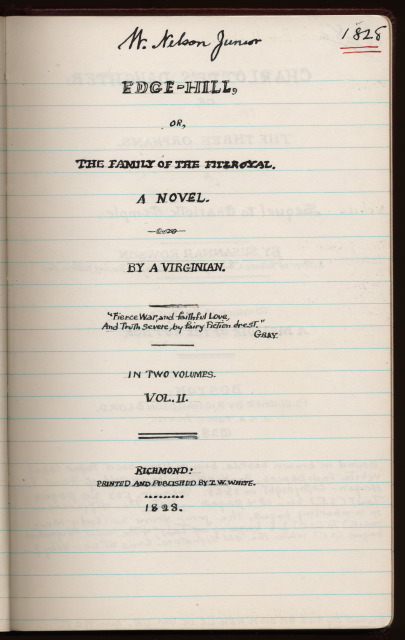 W. Nelson Junior
1828
EDGE-HILL,
OR,
THE FAMILY OF THE FITZROYAL.
A NOVEL.
BY A VIRGINIAN.
"Fierce War, and faithful Love,
And Truth severe, by fairy Fiction drest."
GRAY.
IN TWO VOLUMES.
VOL. II.
RICHMOND:
PRINTED AND PUBLISHED BY T. W. WHITE.
1828.